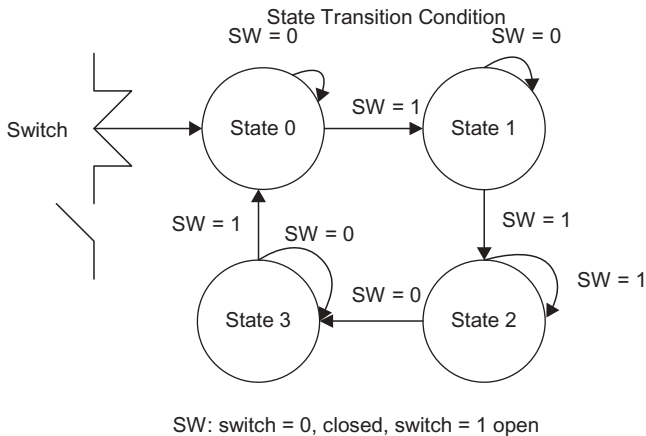 State Transition Condition
SW = 0
SW = 0
Switch
State 0
SW = 1
State 1
SW = 1
SW = 1
SW = 0
SW = 0
SW = 1
State 3
State 2
SW: switch = 0, closed, switch = 1 open